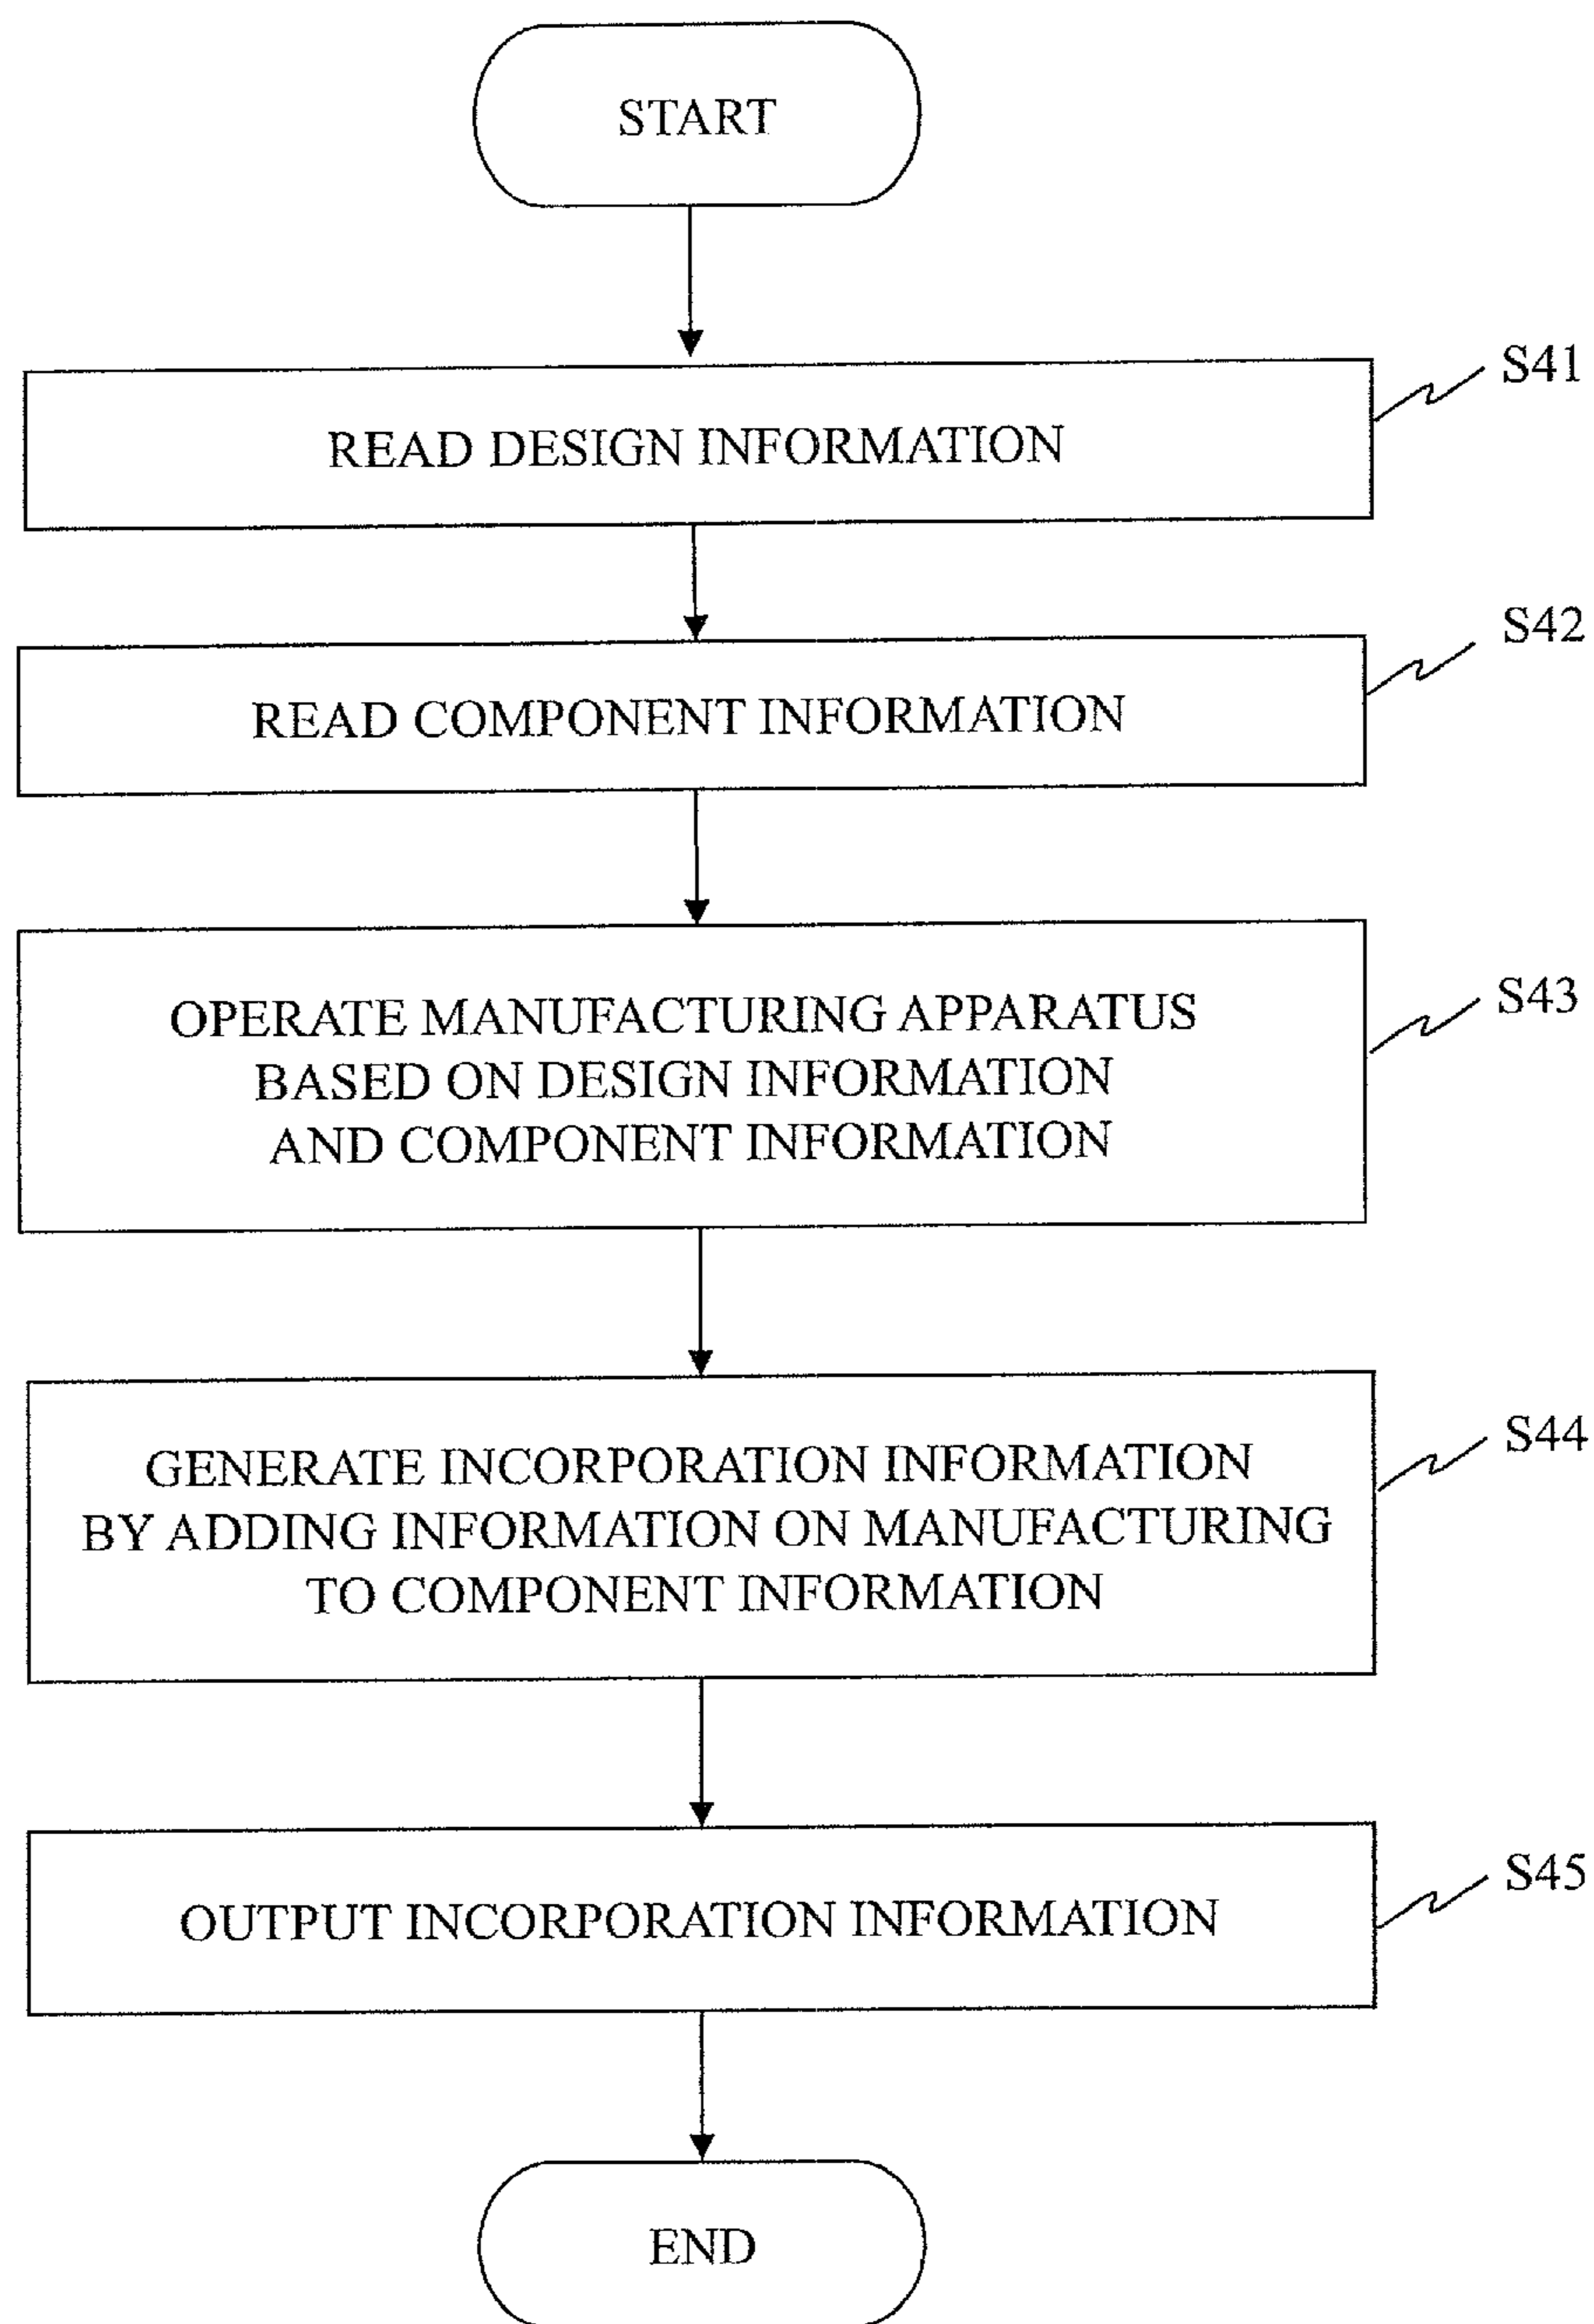 START
S41
READ DESIGN INFORMATION
S42
READ COMPONENT INFORMATION
S43
OPERATE MANUFACTURING APPARATUS
BASED ON DESIGN INFORMATION
AND COMPONENT INFORMATION
S44
GENERATE INCORPORATION INFORMATION
BY ADDING INFORMATION ON MANUFACTURING
TO COMPONENT INFORMATION
S45
OUTPUT INCORPORATION INFORMATION
END